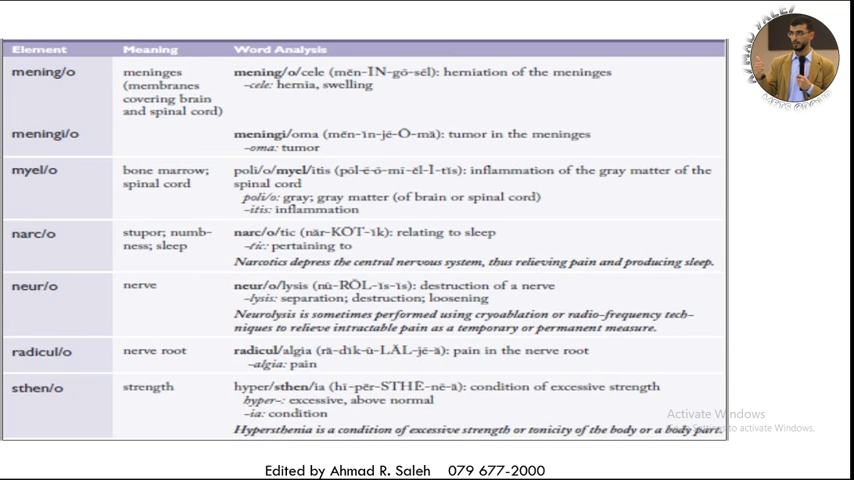 Element Meaning Word Analysis
mening/o meninges mening/o/cele (mĕn-ĬN-gō-sēl): herniation of the meninges
(membranes –cele: hernia, swelling
covering brain
and spinal cord)
meningi/o meningi/oma (mĕn-ĭn-jē-Ō-mă): tumor in the meninges
–oma: tumor
myel/o bone marrow; poli/o/myel/itis (pōl-ē-ō-mī-ĕl-Ī-tĭs): inflammation of the gray matter of the
spinal cord spinal cord
poli/o: gray; gray matter (of brain or spinal cord)
–itis: inflammation
narc/o stupor; numb- narc/o/tic (năr-KŎT-ĭk): relating to sleep
ness; sleep –tic: pertaining to
Narcotics depress the central nervous system, thus relieving pain and producing sleep.
neur/o nerve neur/o/lysis (nū-RŎL-ĭs-ĭs): destruction of a nerve
–lysis: separation; destruction; loosening
Neurolysis is sometimes performed using cryoablation or radio-frequency tech-
niques to relieve intractable pain as a temporary or permanent measure.
radicul/o nerve root radicul/algia (ră-dĭk-ū-LĂL-jē-ă): pain in the nerve root
–algia: pain
sthen/o strength hyper/sthen/ia (hī-pĕr-STHĒ-nē-ă): condition of excessive strength
hyper-: excessive, above normal
–ia: condition
Hypersthenia is a condition of excessive strength or tonicity of the body or a body part.
Activate Windows
to activate Windows.
Edited by Ahmad R. Saleh 079 677-2000